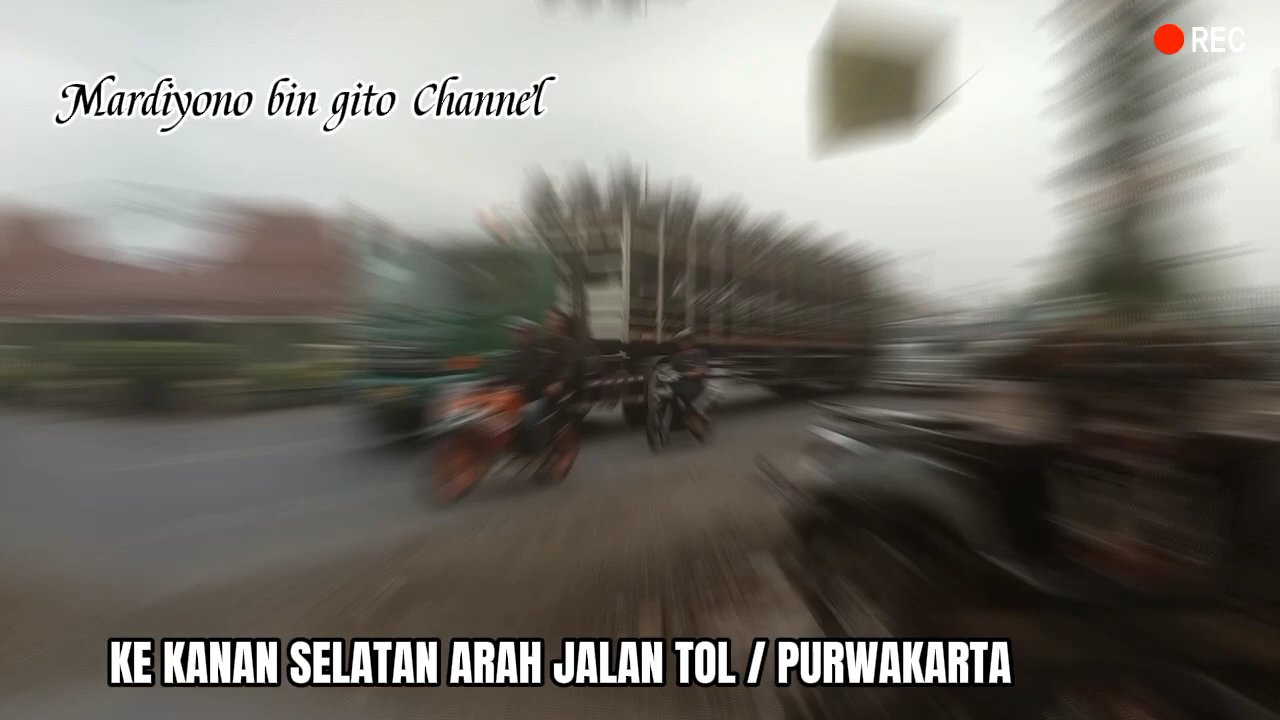 REC
Mardiyono bin gito Channel
KE KANAN SELATAN ARAH JALAN TOL / PURWAKARTA